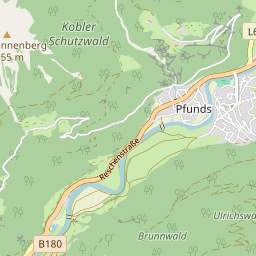 Kobler
Schutzwald
nnenberg
55 m
L6
Pfunds
Reschenstraße
Ulrichsw
B180
Brunnwald